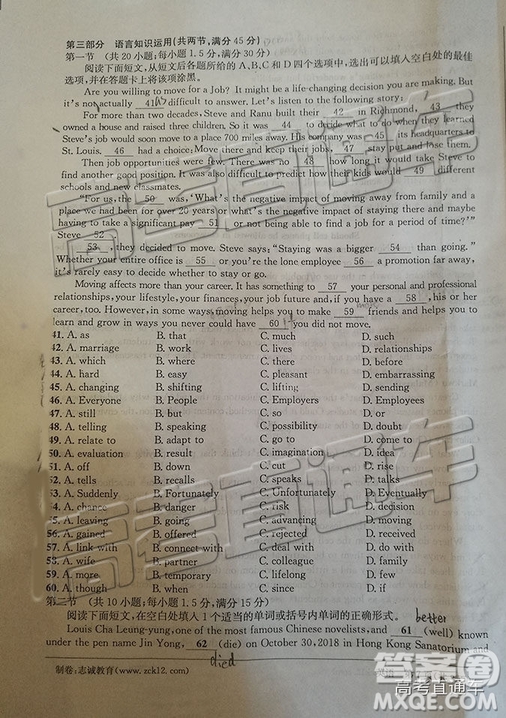 第三部分 语言知识运用(共两节,满分45分)
第一节 (共20小题;每小题1.5分,满分30分)
阅读下面短文,从短文后各题所给的A、B、C和D四个选项中,选出可以填入空白处的最佳
选项,并在答题卡上将该项涂黑。
Are you willing to move for a Job? It might be a life-changing decision you are making. But
it's not actually 41 difficult to answer. Let's listen to the following story:
For more than two decades, Steve and Ranu built their 42 in Richmond, 43 they
owned a house and raised three children. So it was 44 to decide what to do when they learned
Steve's job would soon move to a place 700 miles away. His company was 45 its headquarters to
St. Louis. 46 had a choice: Move there and keep their jobs, 47 stay put and lose them.
Then job opportunities were few. There was no 48 how long it would take Steve to
find another good position. It was also difficult to predict how their kids would 49 different
schools and new classmates.
"For us, the 50 was, 'What's the negative impact of moving away from family and a
place we had been for over 20 years or what's the negative impact of staying there and maybe
having to taking a significant pay 51 or not being able to find a job for a period of time?'"
Steve 52 .
53 , they decided to move. Steve says, "Staying was a bigger 54 than going."
Whether your entire office is 55 or you're the lone employee 56 a promotion far away,
it's rarely easy to decide whether to stay or go.
Moving affects more than your career. It has something to 57 your personal and professional
relationships, your lifestyle, your finances, your job future and, if you have a 58 , his or her
career, too. However, in some ways, moving helps you to make 59 friends and helps you to
learn and grow in ways you never could have 60 you did not move.
41. A. as B. that C. much D. such
42. A. marriage B. work C. lives D. relationships
43. A. which B. where C. there D. before
44. A. hard B. easy C. pleasant D. embarrassing
45. A. changing B. shifting C. lifting D. sending
46. A. Everyone B. People C. Employers D. Employees
47. A. still B. but C. so D. or
48. A. telling B. speaking C. possibility D. doubt
49. A. relate to B. adapt to C. go to D. come to
50. A. evaluation B. result C. imagination D. idea
51. A. off B. down C. cut D. rise
52. A. tells B. recalls C. speaks D. talks
53. A. Suddenly B. Fortunately C. Unfortunately D. Eventually
54. A. chance B. danger C. risk D. decision
55. A. leaving B. going C. advancing D. moving
56. A. gained B. offered C. rejected D. received
57. A. link with B. connect with C. deal with D. do with
58. A. wife B. partner C. colleague D. family
59. A. more B. temporary C. lifelong D. few
60. A. though B. when C. since D. if
第二节 (共10小题;每小题1.5分,满分15分)
阅读下面短文,在空白处填入1个适当的单词或括号内单词的正确形式。
better
Louis Cha Leung-yung, one of the most famous Chinese novelists, and 61 (well) known
under the pen name Jin Yong, 62 (die) on October 30, 2018 in Hong Kong Sanatorium and
died
制卷:志诚教育(www.zck12.com)
高考直通车
答案圈